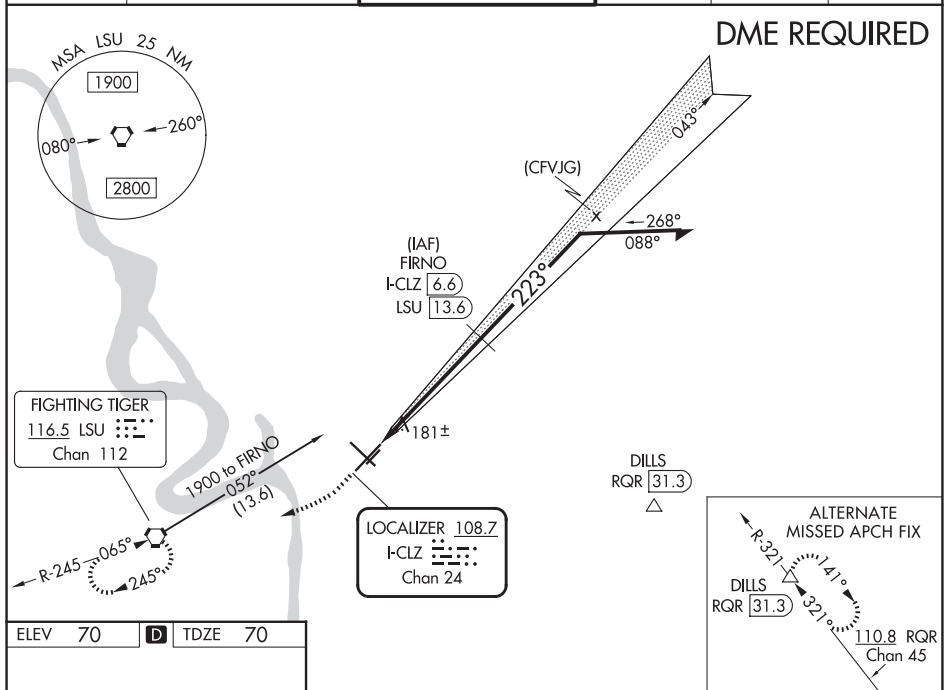 DME REQUIRED
MSA LSU 25 NM
1900
080°
260°
2800
043°
(CFVJG)
268°
088°
(IAF)
FIRNO
I-CLZ 6.6
LSU 13.6
223°
181±
FIGHTING TIGER
116.5 LSU
Chan 112
1900 to FIRNO
052°
(13.6)
R-245
065°
245°
LOCALIZER 108.7
I-CLZ
Chan 24
DILLS
RQR 31.3
ALTERNATE
MISSED APCH FIX
R-321
141°
DILLS
RQR 31.3
321°
110.8 RQR
Chan 45
ELEV 70 D TDZE 70